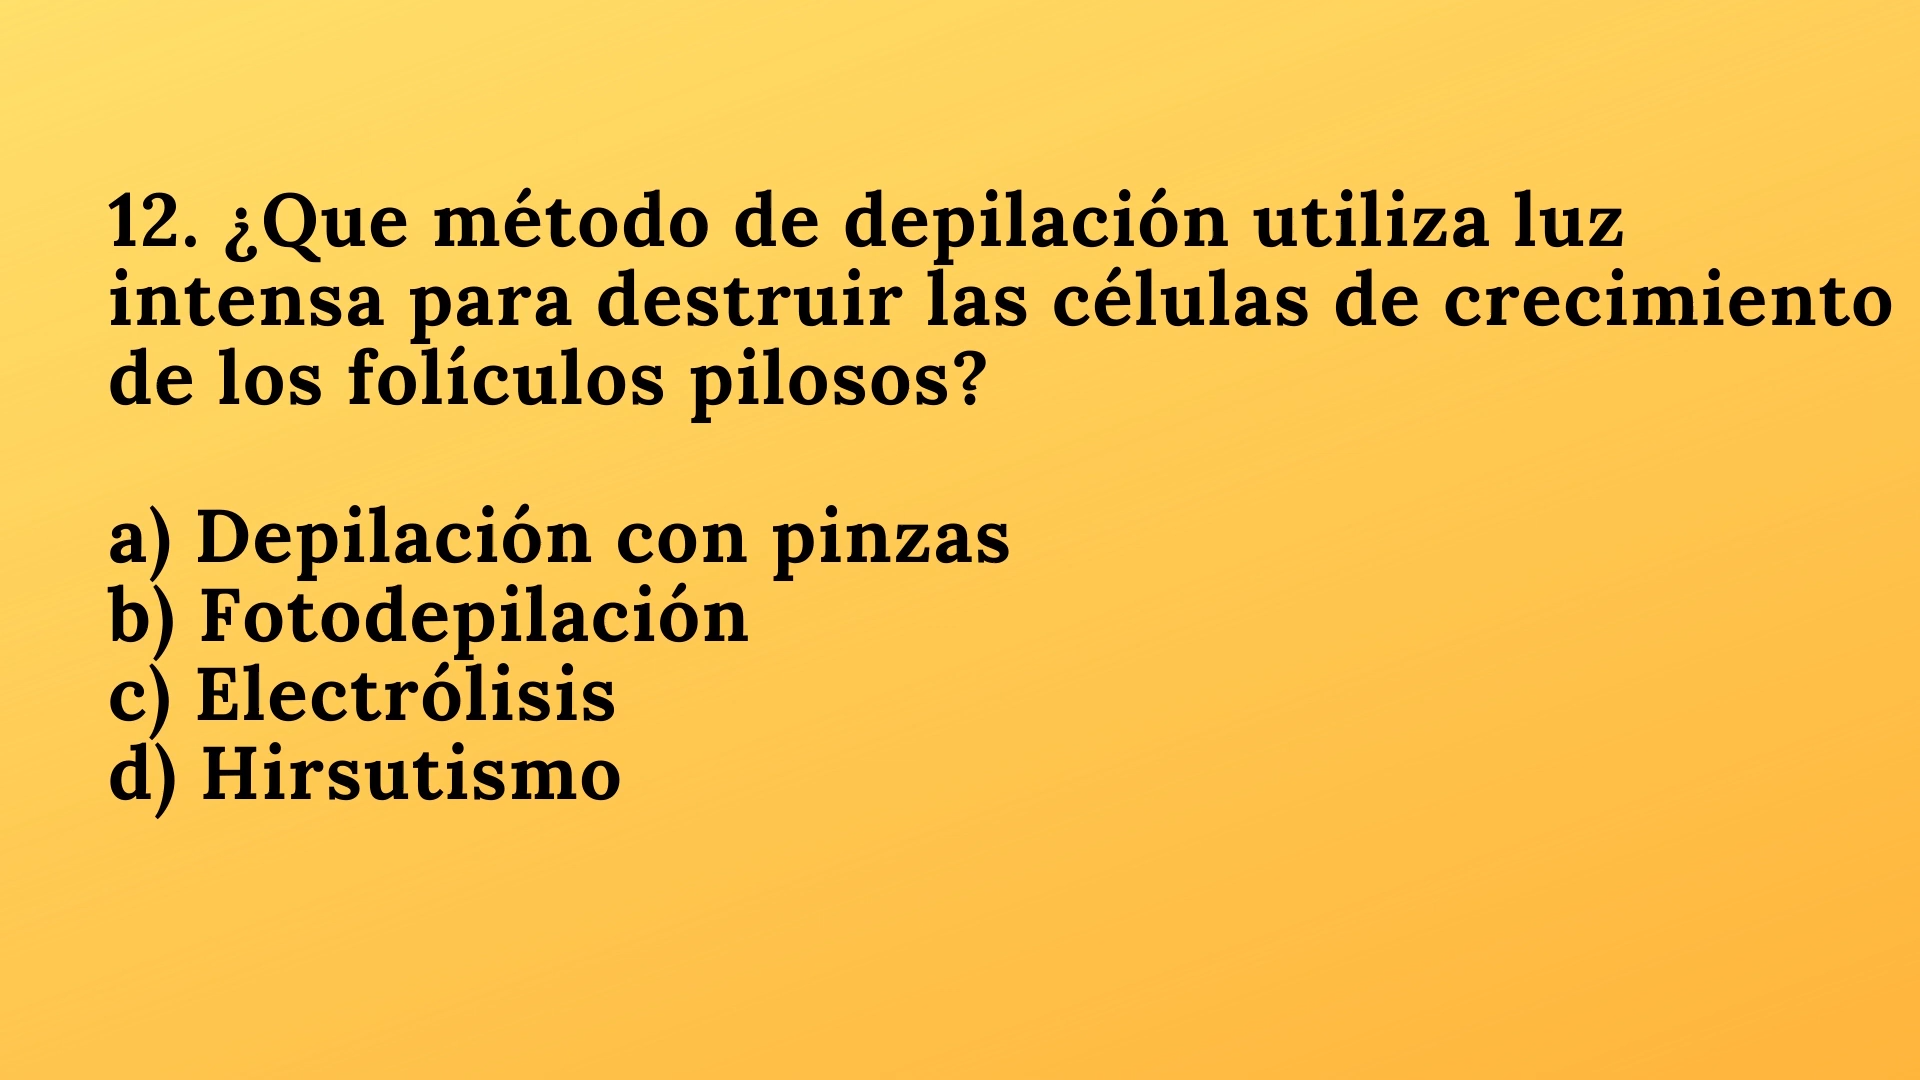 12. ¿Que método de depilación utiliza luz
intensa para destruir las células de crecimiento
de los folículos pilosos?
a) Depilación con pinzas
b) Fotodepilación
c) Electrólisis
d) Hirsutismo